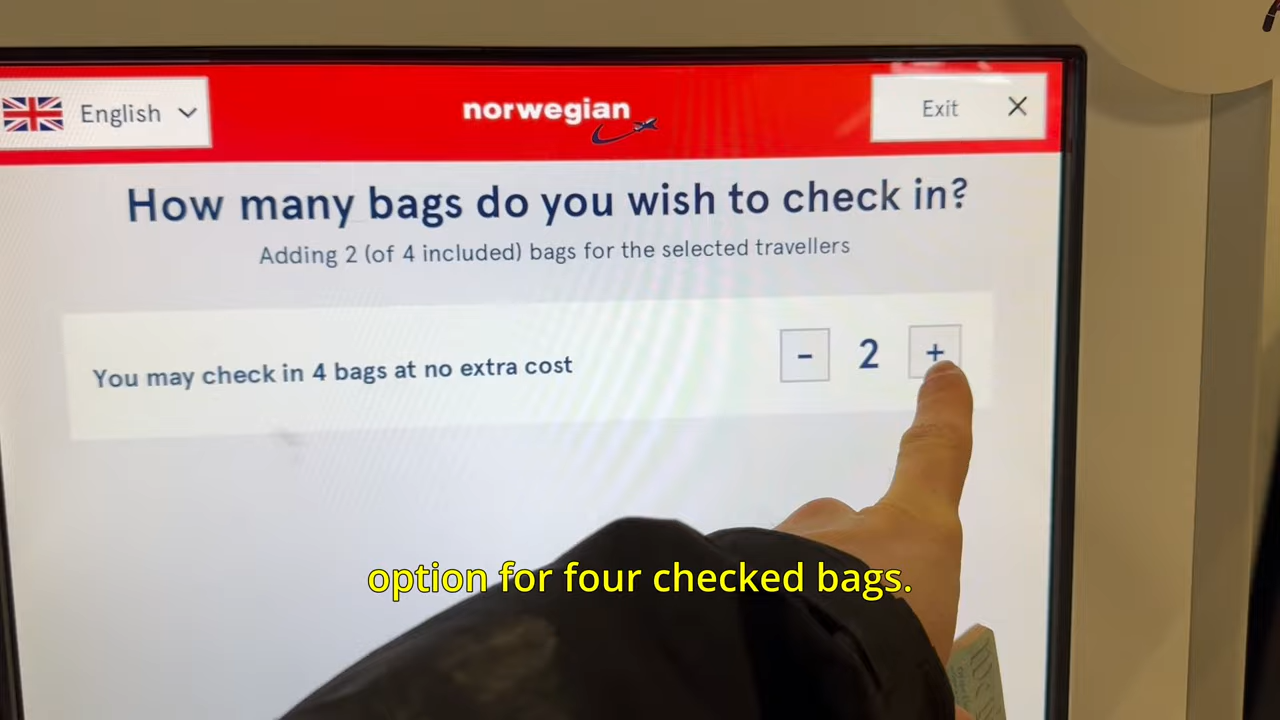 English
norwegian
Exit
How many bags do you wish to check in?
Adding 2 (of 4 included) bags for the selected travellers
You may check in 4 bags at no extra cost
- 2 +
option for four checked bags.